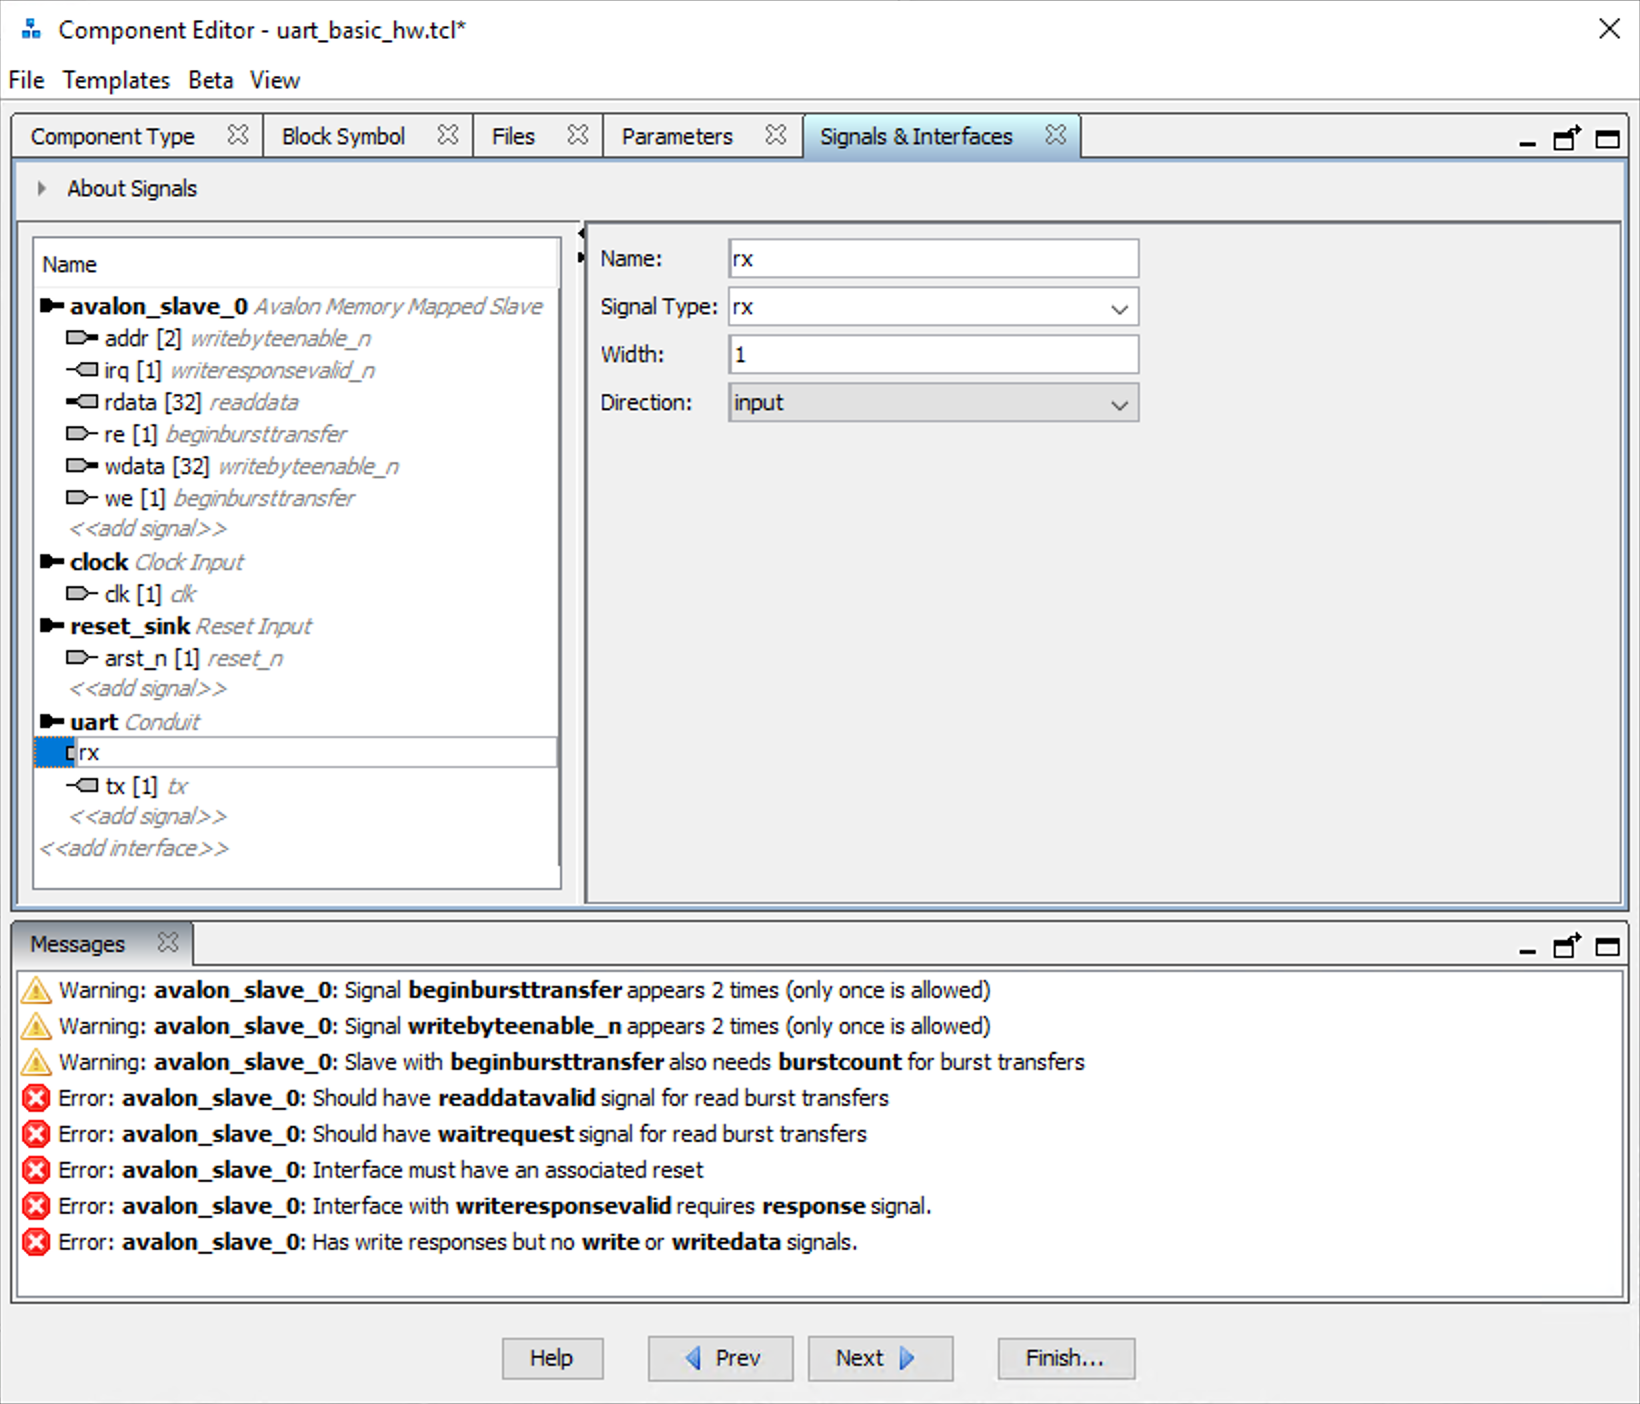 Component Editor - uart_basic_hw.tcl*
File Templates Beta View
Component Type Block Symbol Files Parameters Signals & Interfaces
About Signals
Name
avalon_slave_0 Avalon Memory Mapped Slave
addr [2] writebyteenable_n
irq [1] writeresponsevalid_n
rdata [32] readdata
re [1] beginbursttransfer
wdata [32] writebyteenable_n
we [1] beginbursttransfer
<<add signal>>
clock Clock Input
clk [1] clk
reset_sink Reset Input
arst_n [1] reset_n
<<add signal>>
uart Conduit
rx
tx [1] tx
<<add signal>>
<<add interface>>
Name: rx
Signal Type: rx
Width: 1
Direction: input
Messages
Warning: avalon_slave_0: Signal beginbursttransfer appears 2 times (only once is allowed)
Warning: avalon_slave_0: Signal writebyteenable_n appears 2 times (only once is allowed)
Warning: avalon_slave_0: Slave with beginbursttransfer also needs burstcount for burst transfers
Error: avalon_slave_0: Should have readdatavalid signal for read burst transfers
Error: avalon_slave_0: Should have waitrequest signal for read burst transfers
Error: avalon_slave_0: Interface must have an associated reset
Error: avalon_slave_0: Interface with writeresponsevalid requires response signal.
Error: avalon_slave_0: Has write responses but no write or writedata signals.
Help Prev Next Finish...